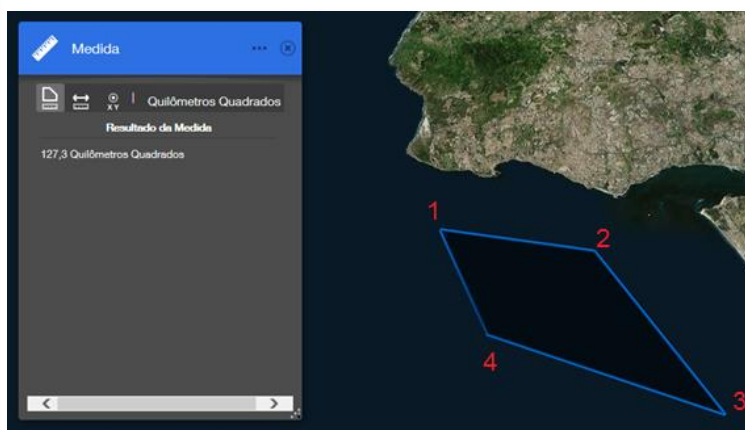 Medida
X Y
Quilômetros Quadrados
Resultado da Medida
127,3 Quilômetros Quadrados
1
2
4
3